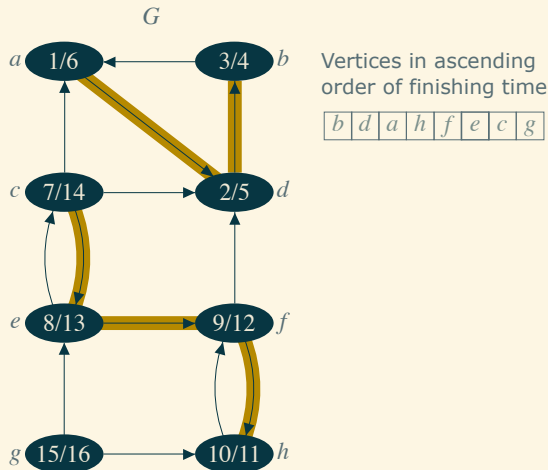 G
a 1/6 3/4 b
Vertices in ascending
order of finishing time
b d a h f e c g
c 7/14 2/5 d
e 8/13 9/12 f
g 15/16 10/11 h